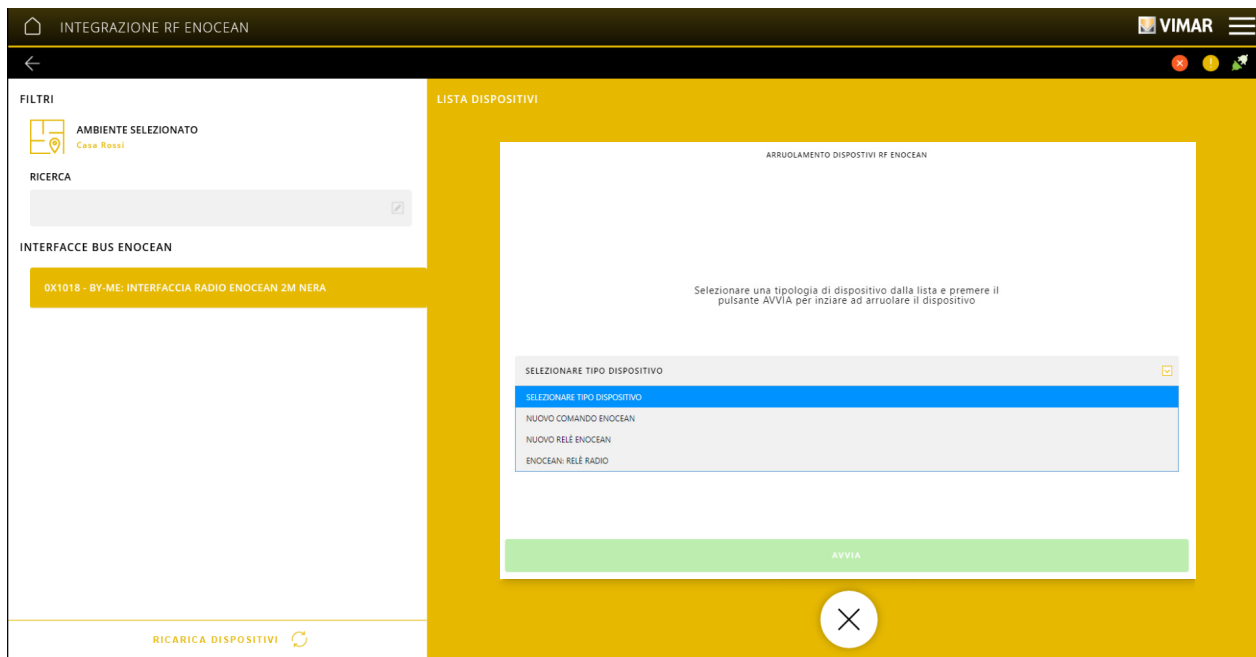 INTEGRAZIONE RF ENOCEAN
VIMAR
FILTRI
AMBIENTE SELEZIONATO
Casa Rossi
RICERCA
INTERFACCE BUS ENOCEAN
0X1018 - BY-ME: INTERFACCIA RADIO ENOCEAN 2M NERA
RICARICA DISPOSITIVI
LISTA DISPOSITIVI
ARRUOLAMENTO DISPOSTIVI RF ENOCEAN
Selezionare una tipologia di dispositivo dalla lista e premere il
pulsante AVVIA per inziare ad arruolare il dispositivo
SELEZIONARE TIPO DISPOSITIVO
SELEZIONARE TIPO DISPOSITIVO
NUOVO COMANDO ENOCEAN
NUOVO RELÈ ENOCEAN
ENOCEAN: RELÈ RADIO
AVVIA